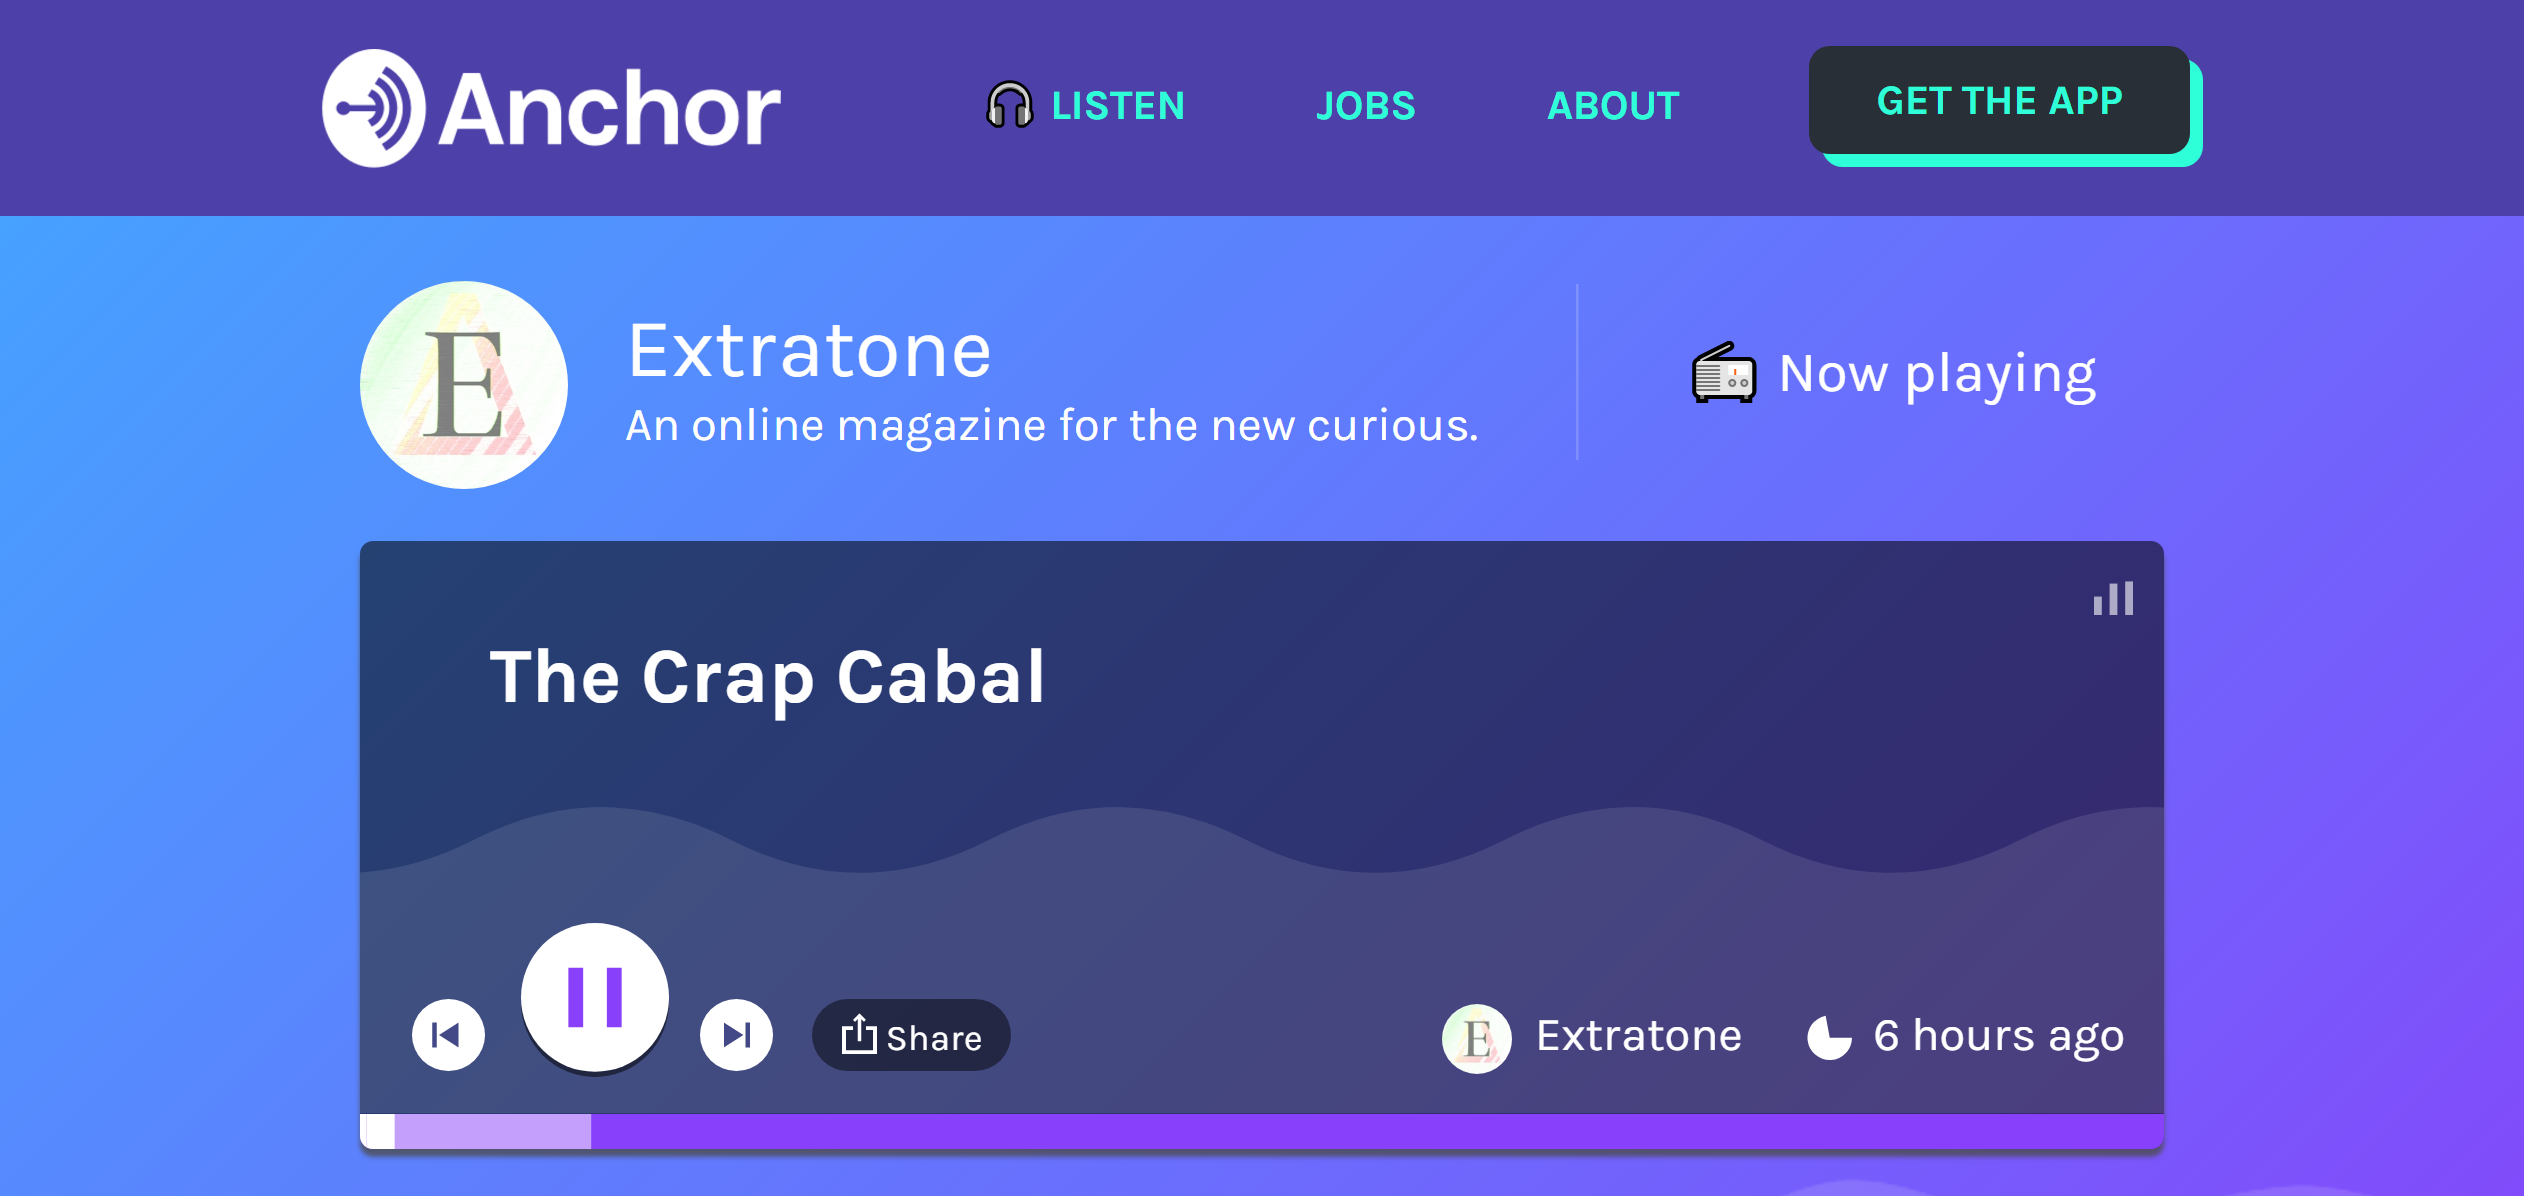 Anchor
LISTEN
JOBS
ABOUT
GET THE APP
E
Extratone
An online magazine for the new curious.
Now playing
The Crap Cabal
Share
E
Extratone
6 hours ago